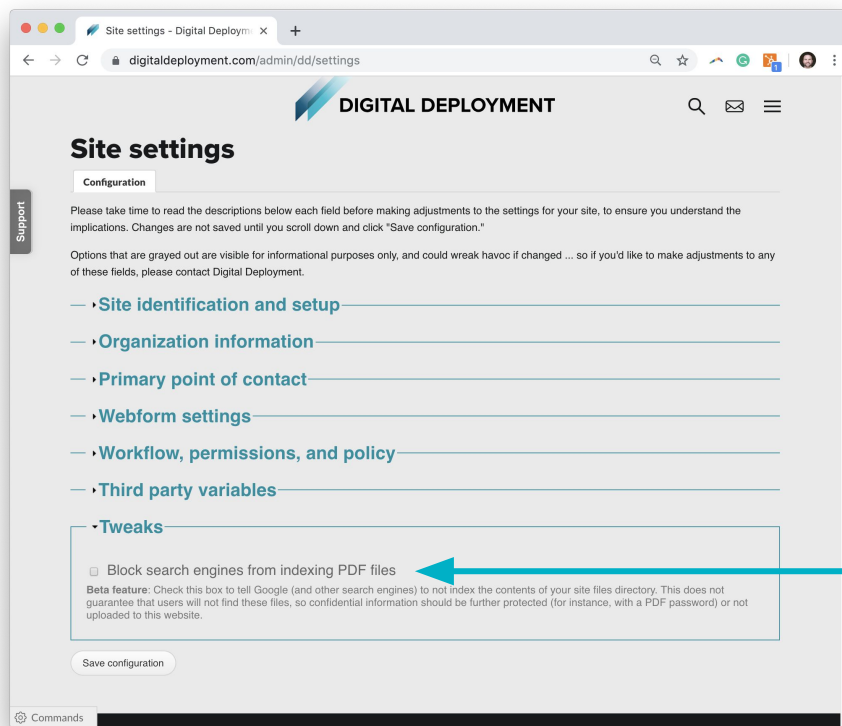 Site settings - Digital Deployme
digitaldeployment.com/admin/dd/settings
1
DIGITAL DEPLOYMENT
Site settings
Configuration
Support
Please take time to read the descriptions below each field before making adjustments to the settings for your site, to ensure you understand the
implications. Changes are not saved until you scroll down and click "Save configuration."
Options that are grayed out are visible for informational purposes only, and could wreak havoc if changed ... so if you'd like to make adjustments to any
of these fields, please contact Digital Deployment.
Site identification and setup
Organization information
Primary point of contact
Webform settings
Workflow, permissions, and policy
Third party variables
Tweaks
Block search engines from indexing PDF files
Beta feature: Check this box to tell Google (and other search engines) to not index the contents of your site files directory. This does not
guarantee that users will not find these files, so confidential information should be further protected (for instance, with a PDF password) or not
uploaded to this website.
Save configuration
Commands